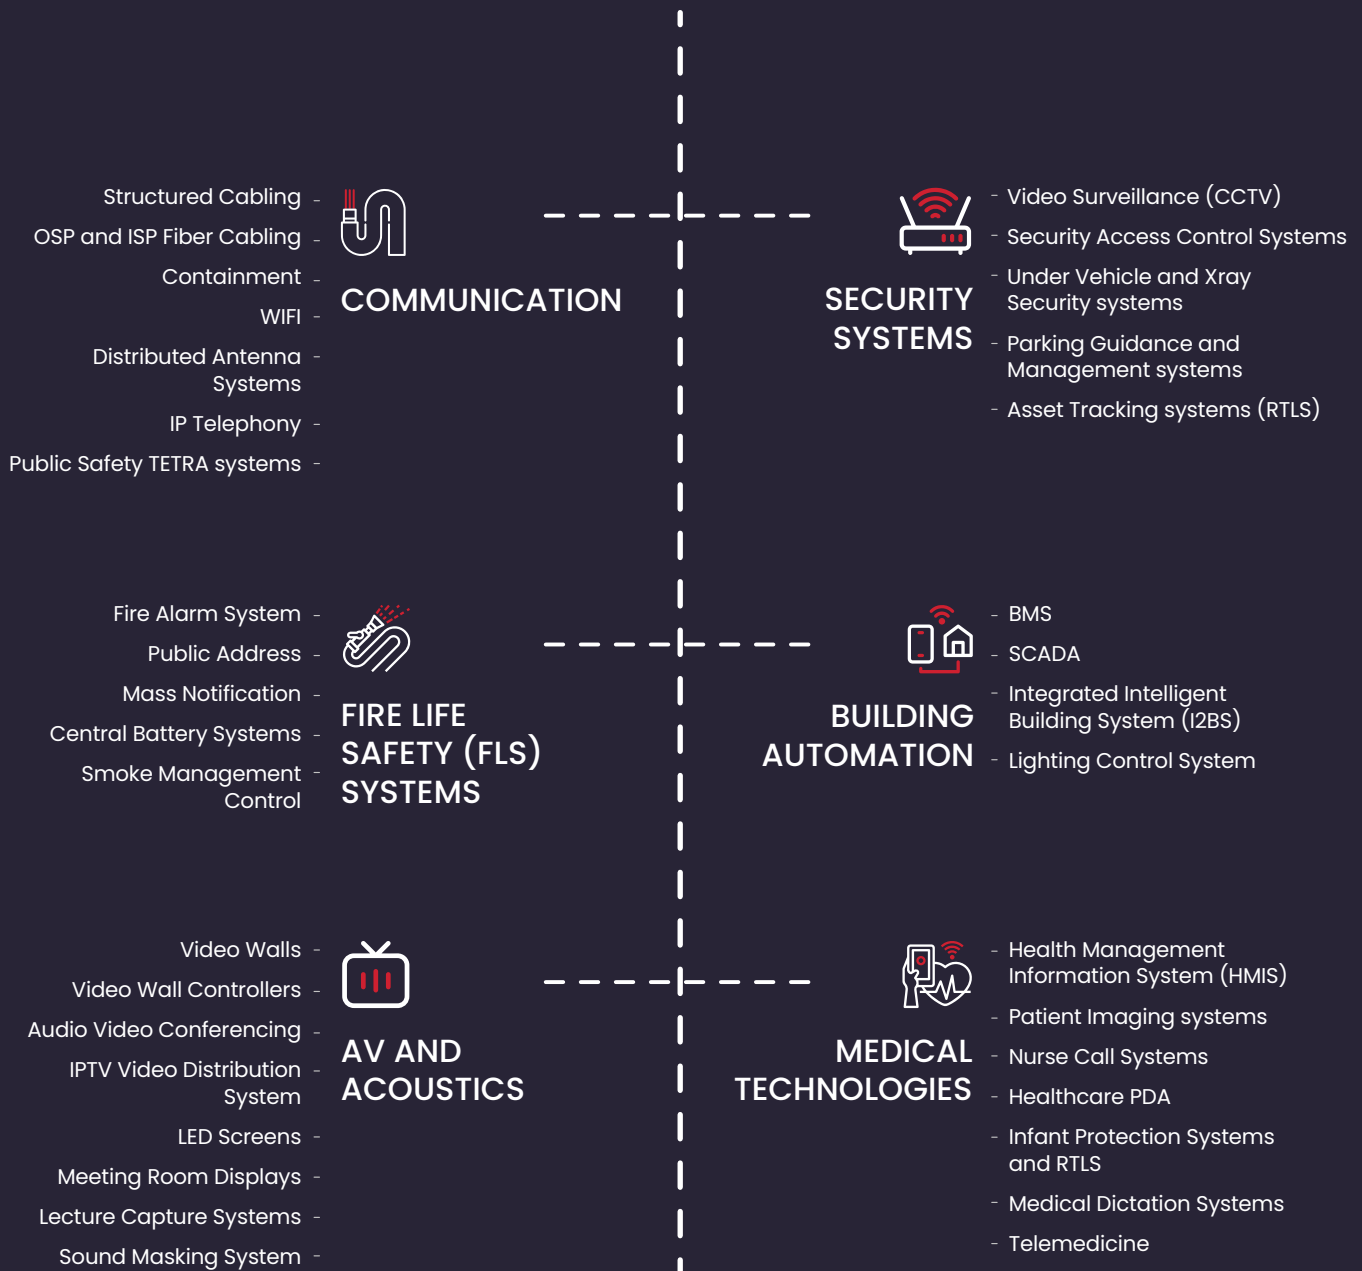 Structured Cabling
OSP and ISP Fiber Cabling
Containment
WIFI
Distributed Antenna
Systems
IP Telephony
Public Safety TETRA systems
COMMUNICATION
SECURITY
SYSTEMS
Video Surveillance (CCTV)
Security Access Control Systems
Under Vehicle and Xray
Security systems
Parking Guidance and
Management systems
Asset Tracking systems (RTLS)
Fire Alarm System
Public Address
Mass Notification
Central Battery Systems
Smoke Management
Control
FIRE LIFE
SAFETY (FLS)
SYSTEMS
BUILDING
AUTOMATION
BMS
SCADA
Integrated Intelligent
Building System (I2BS)
Lighting Control System
Video Walls
Video Wall Controllers
Audio Video Conferencing
IPTV Video Distribution
System
LED Screens
Meeting Room Displays
Lecture Capture Systems
Sound Masking System
AV AND
ACOUSTICS
MEDICAL
TECHNOLOGIES
Health Management
Information System (HMIS)
Patient Imaging systems
Nurse Call Systems
Healthcare PDA
Infant Protection Systems
and RTLS
Medical Dictation Systems
Telemedicine